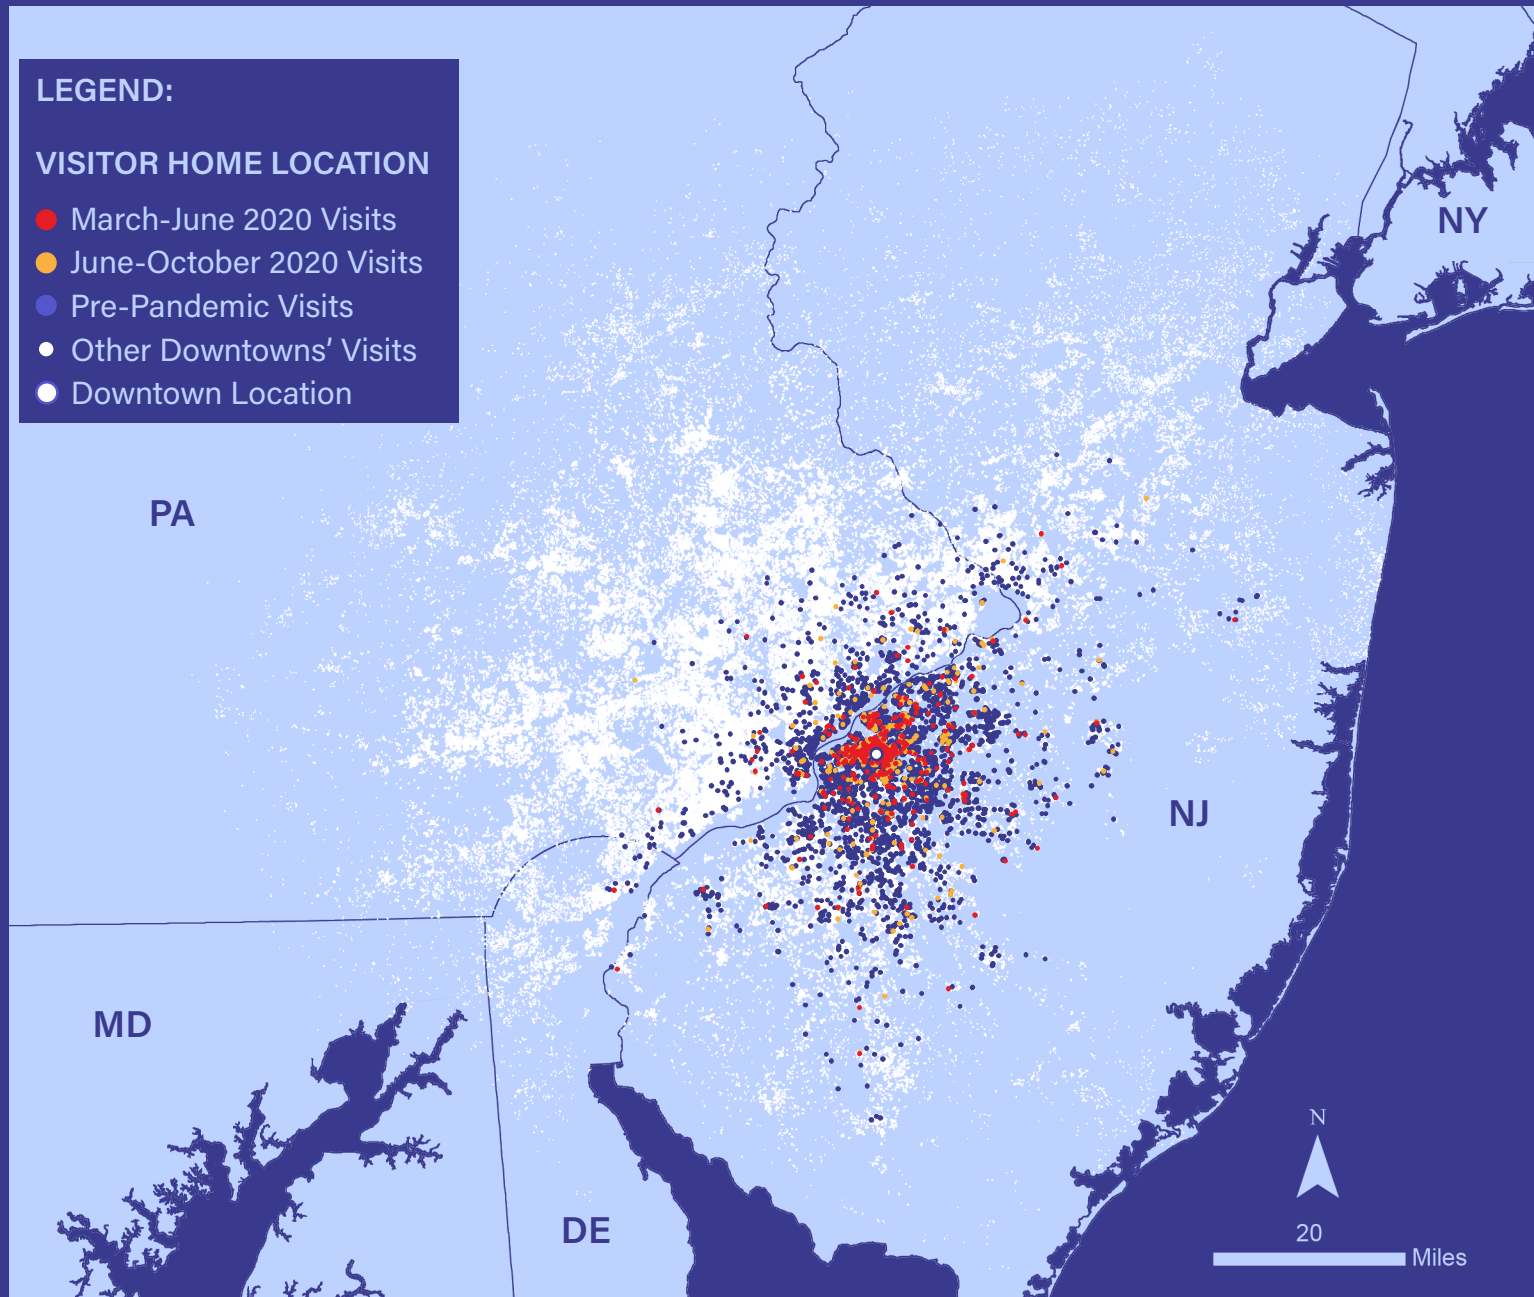 LEGEND:
VISITOR HOME LOCATION
March-June 2020 Visits
June-October 2020 Visits
Pre-Pandemic Visits
Other Downtowns’ Visits
Downtown Location
NY
PA
NJ
MD
DE
N
20
Miles